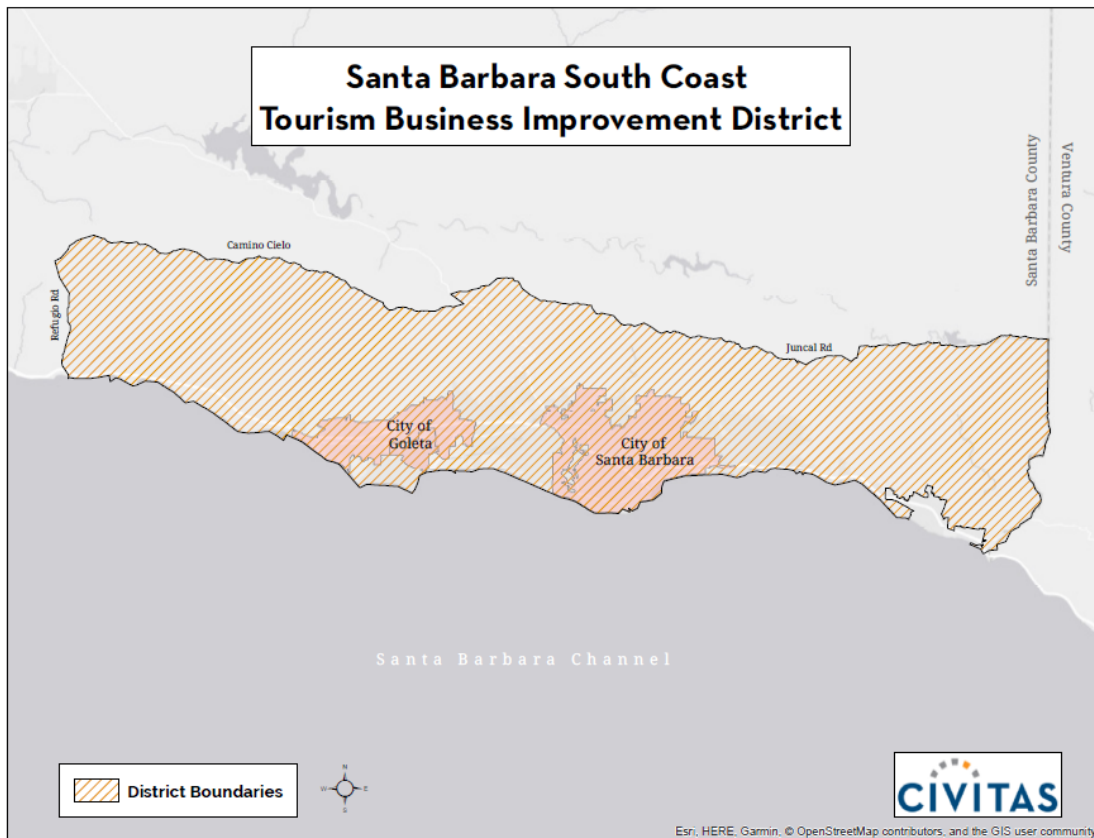 Santa Barbara South Coast
Tourism Business Improvement District
Santa Barbara County
Ventura County
Camino Cielo
Refugio Rd
Juncal Rd
City of
Goleta
City of
Santa Barbara
Santa Barbara Channel
District Boundaries
N
W
E
S
CIVITAS
Esri, HERE, Garmin, © OpenStreetMap contributors, and the GIS user community